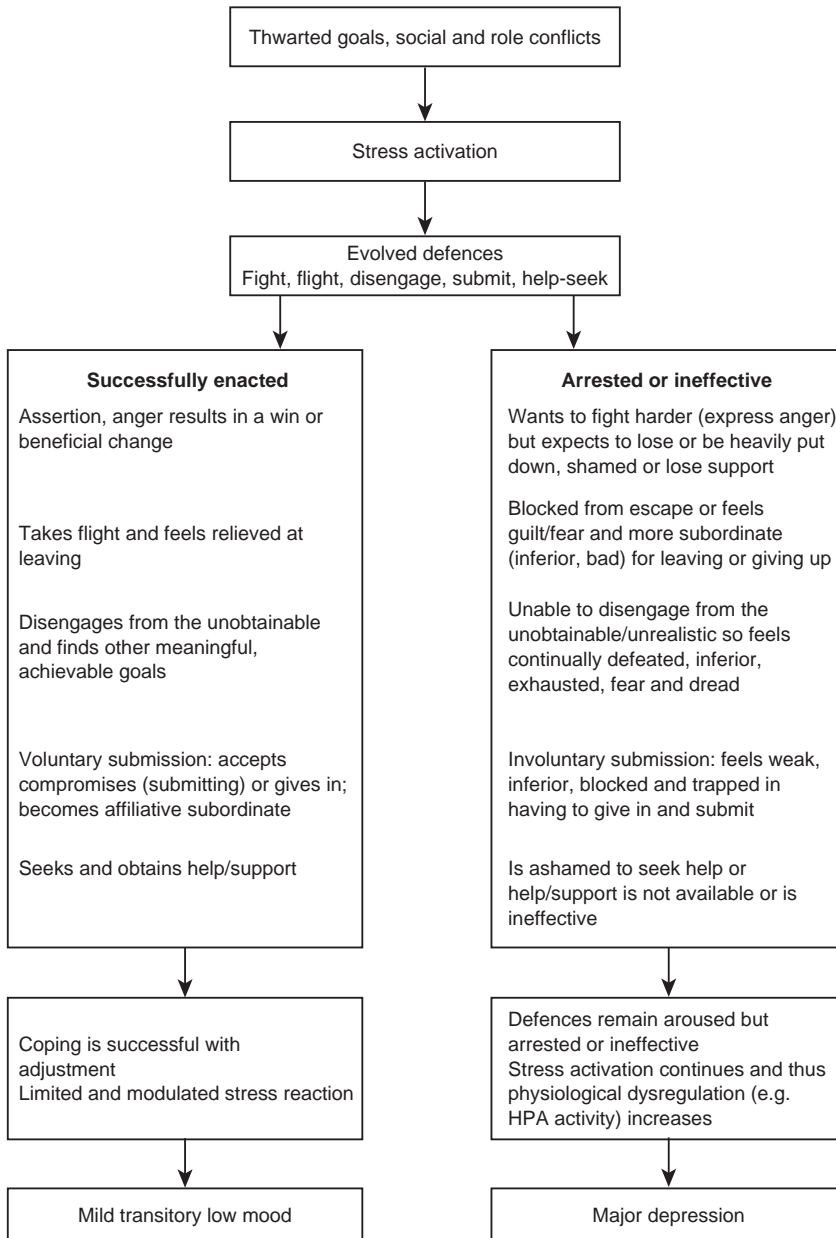 Thwarted goals, social and role conflicts
Stress activation
Evolved defences
Fight, flight, disengage, submit, help-seek
Successfully enacted
Assertion, anger results in a win or
beneficial change
Takes flight and feels relieved at
leaving
Disengages from the unobtainable
and finds other meaningful,
achievable goals
Voluntary submission: accepts
compromises (submitting) or gives in;
becomes affiliative subordinate
Seeks and obtains help/support
Arrested or ineffective
Wants to fight harder (express anger)
but expects to lose or be heavily put
down, shamed or lose support
Blocked from escape or feels
guilt/fear and more subordinate
(inferior, bad) for leaving or giving up
Unable to disengage from the
unobtainable/unrealistic so feels
continually defeated, inferior,
exhausted, fear and dread
Involuntary submission: feels weak,
inferior, blocked and trapped in
having to give in and submit
Is ashamed to seek help or
help/support is not available or is
ineffective
Coping is successful with
adjustment
Limited and modulated stress reaction
Defences remain aroused but
arrested or ineffective
Stress activation continues and thus
physiological dysregulation (e.g.
HPA activity) increases
Mild transitory low mood
Major depression